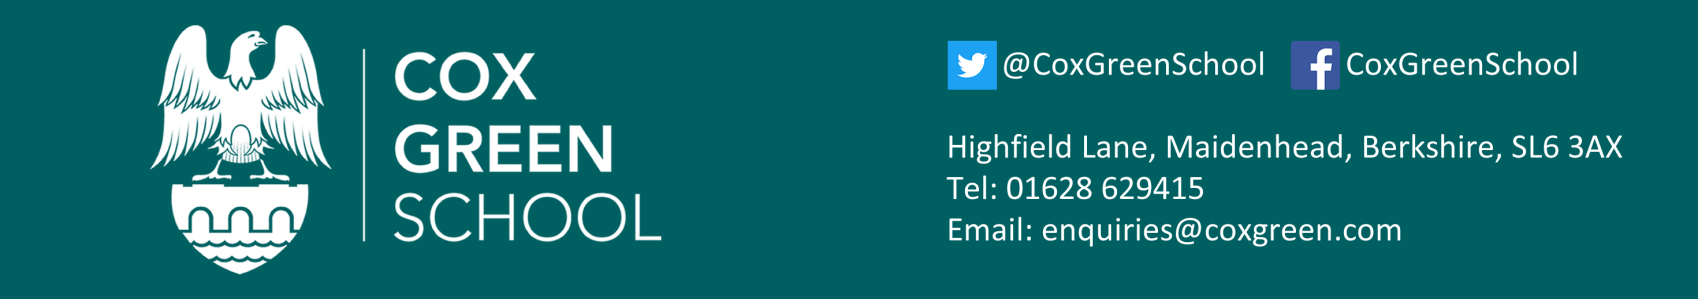 COX
GREEN
SCHOOL
@CoxGreenSchool CoxGreenSchool
Highfield Lane, Maidenhead, Berkshire, SL6 3AX
Tel: 01628 629415
Email: enquiries@coxgreen.com